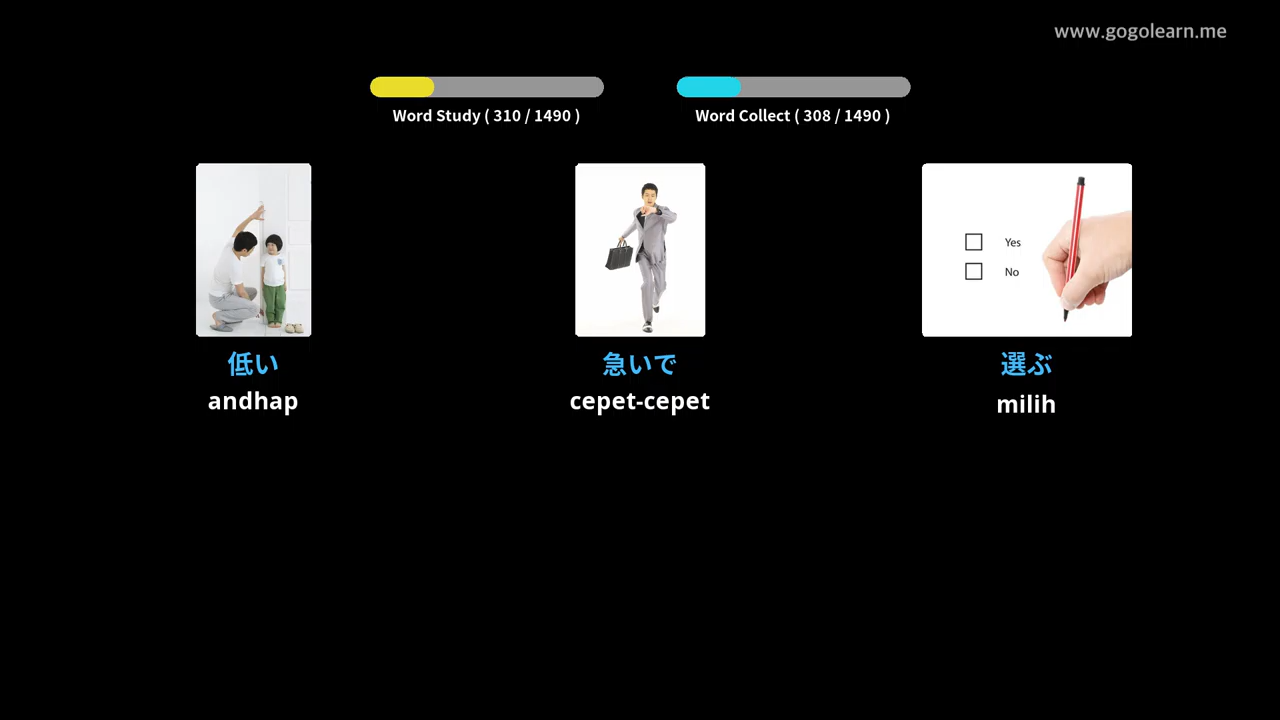 www.gogolearn.me
Word Study ( 310 / 1490 )
Word Collect ( 308 / 1490 )
Yes
No
低い
andhap
急いで
cepet-cepet
選ぶ
milih